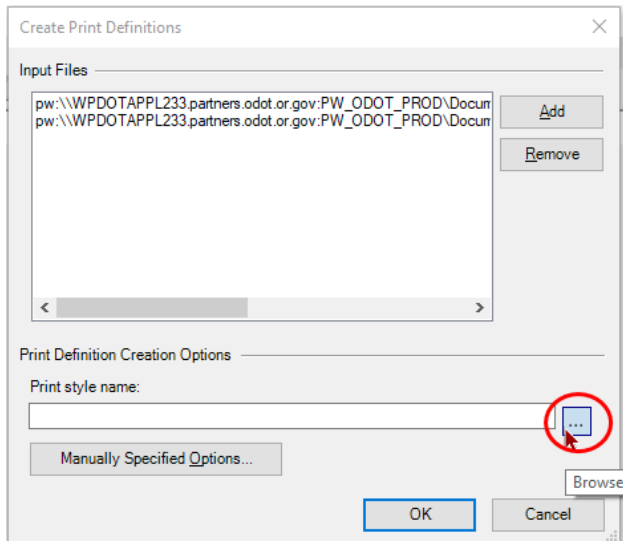 Create Print Definitions
Input Files
pw:\\WPDOTAPPL233.partners.odot.or.gov:PW_ODOT_PROD\Docum
pw:\\WPDOTAPPL233.partners.odot.or.gov:PW_ODOT_PROD\Docum
Add
Remove
Print Definition Creation Options
Print style name:
...
Manually Specified Options...
Browse
OK
Cancel